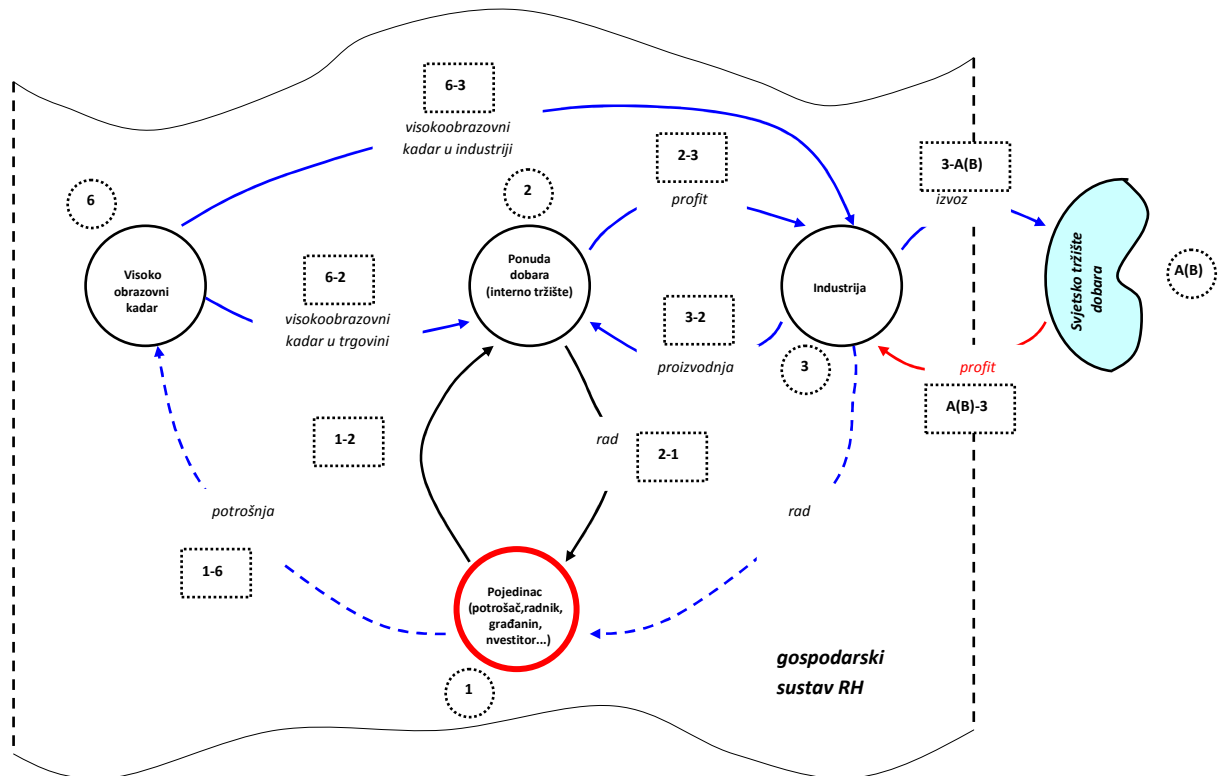 6-3
visokoobrazovni
kadar u industriji
2-3
profit
3-A(B)
izvoz
6
2
Visoko
obrazovni
kadar
6-2
visokoobrazovni
kadar u trgovini
Ponuda
dobara
(interno tržište)
3-2
proizvodnja
Industrija
3
Svjetsko tržište
dobara
A(B)
profit
A(B)-3
1-2
rad
2-1
potrošnja
rad
1-6
Pojedinac
(potrošač,radnik,
građanin,
nvestitor...)
1
gospodarski
sustav RH